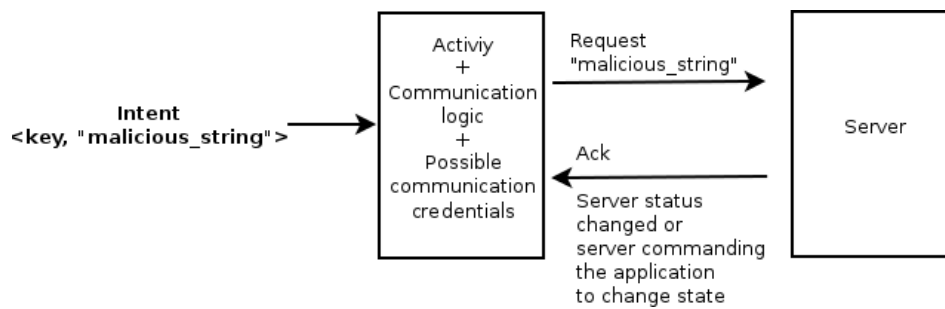 Intent
<key, "malicious_string">
Activiy
+
Communication
logic
+
Possible
communication
credentials
Request
"malicious_string"
Ack
Server status
changed or
server commanding
the application
to change state
Server